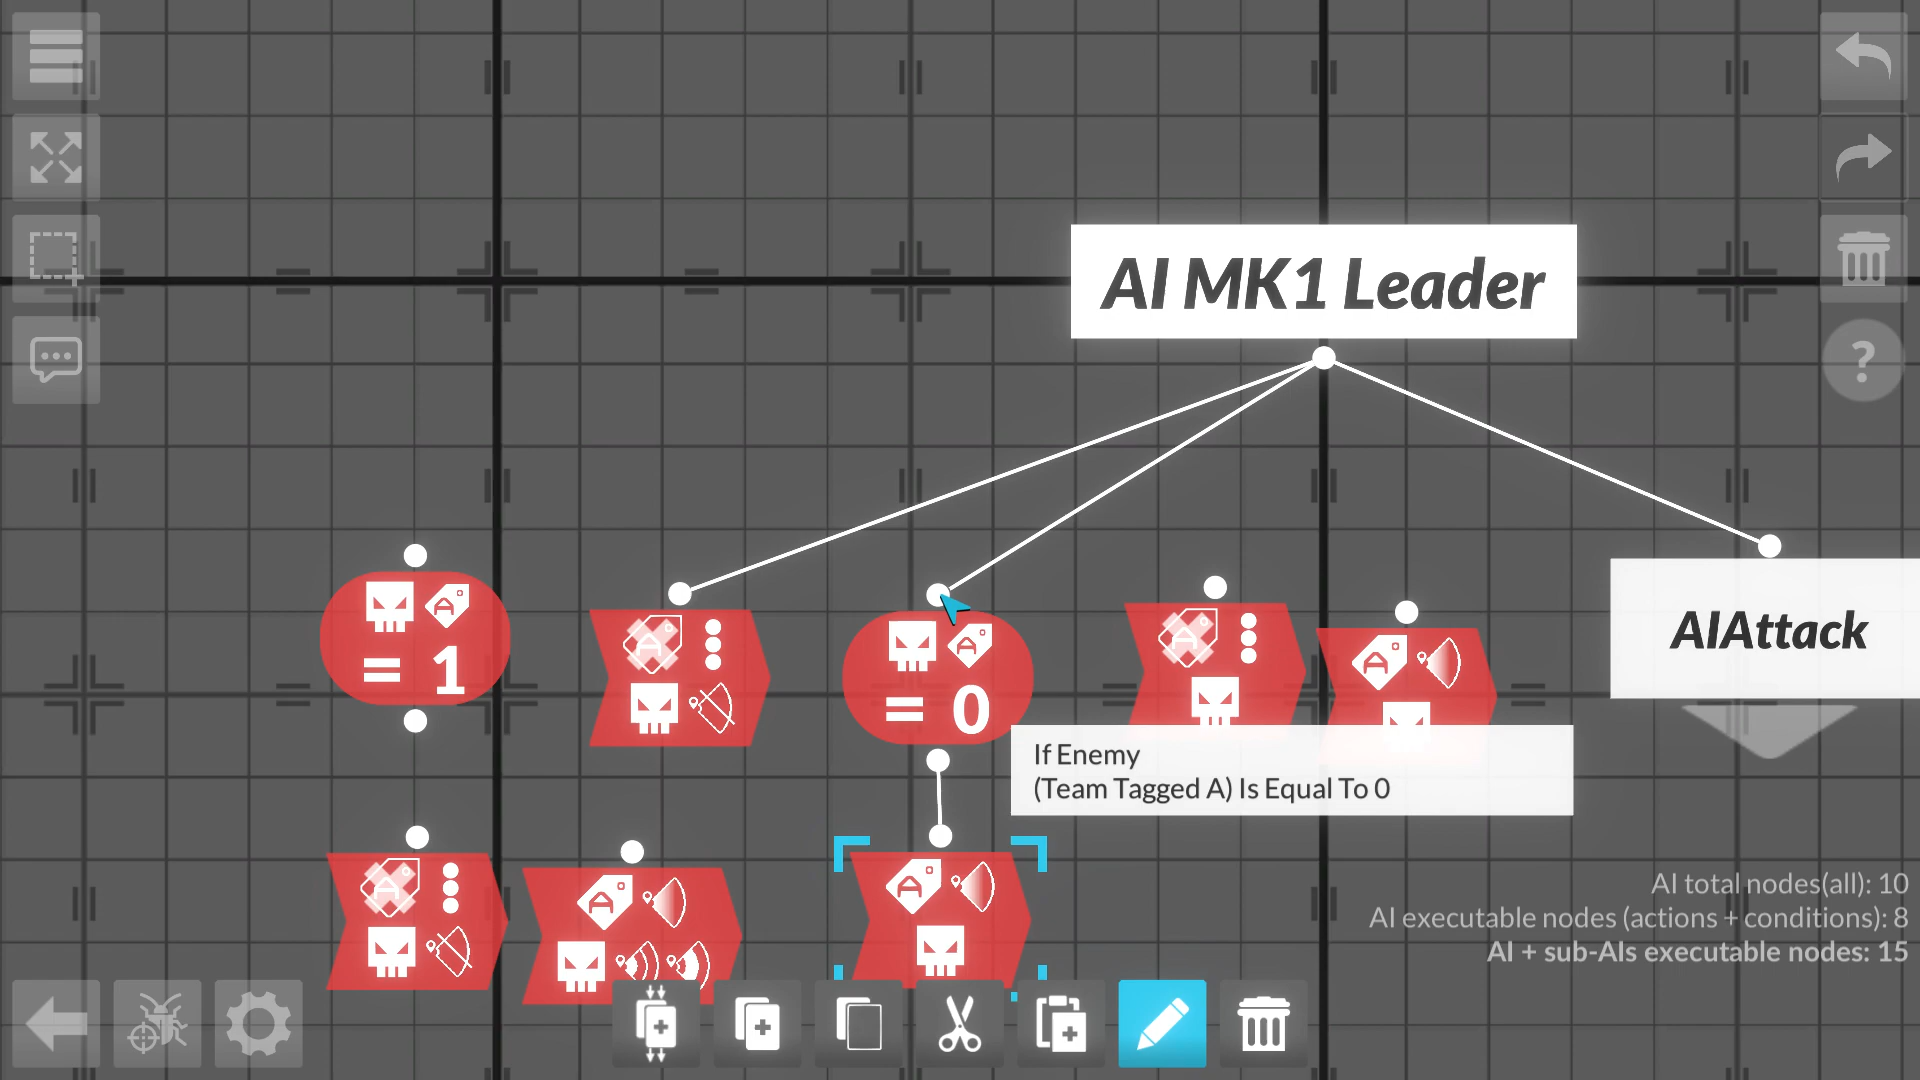 AI MK1 Leader
= 1
= 0
AIAttack
If Enemy
(Team Tagged A) Is Equal To 0
AI total nodes(all): 10
AI executable nodes (actions + conditions): 8
AI + sub-AIs executable nodes: 15
?